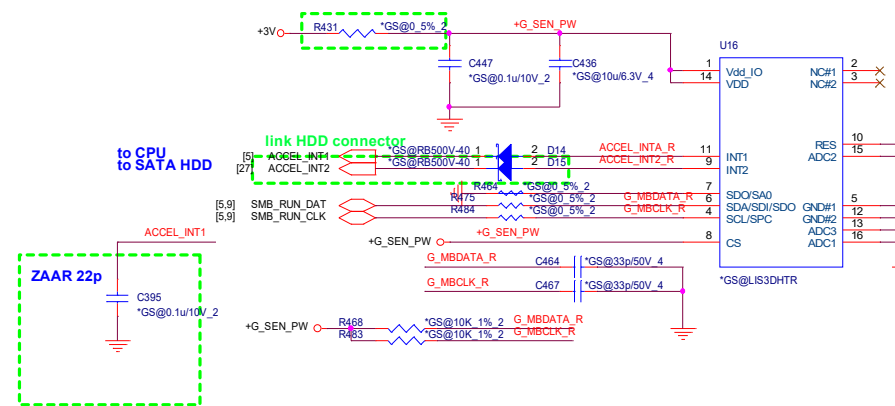 R431 *GS@0_5%_2
+3V
+G_SEN_PW
C447
*GS@0.1u/10V_2
C436
*GS@10u/6.3V_4
U16
1 Vdd_IO NC#1 2
14 VDD NC#2 3
RES 10
ADC2 15
link HDD connector
to CPU
to SATA HDD
[5] ACCEL_INT1 *GS@RB500V-40 1 2 D14 ACCEL_INTA_R 11 INT1
[27] ACCEL_INT2 *GS@RB500V-40 1 2 D15 ACCEL_INT2_R 9 INT2
R464 *GS@0_5%_2 7 SDO/SA0
[5,9] SMB_RUN_DAT R475 *GS@0_5%_2 G_MBDATA_R 6 SDA/SDI/SDO GND#1 5
[5,9] SMB_RUN_CLK R484 *GS@0_5%_2 G_MBCLK_R 4 SCL/SPC GND#2 12
ADC3 13
+G_SEN_PW +G_SEN_PW 8 CS ADC1 16
*GS@LIS3DHTR
ACCEL_INT1
ZAAR 22p
C395
*GS@0.1u/10V_2
G_MBDATA_R C464 *GS@33p/50V_4
G_MBCLK_R C467 *GS@33p/50V_4
+G_SEN_PW R468 *GS@10K_1%_2 G_MBDATA_R
R483 *GS@10K_1%_2 G_MBCLK_R